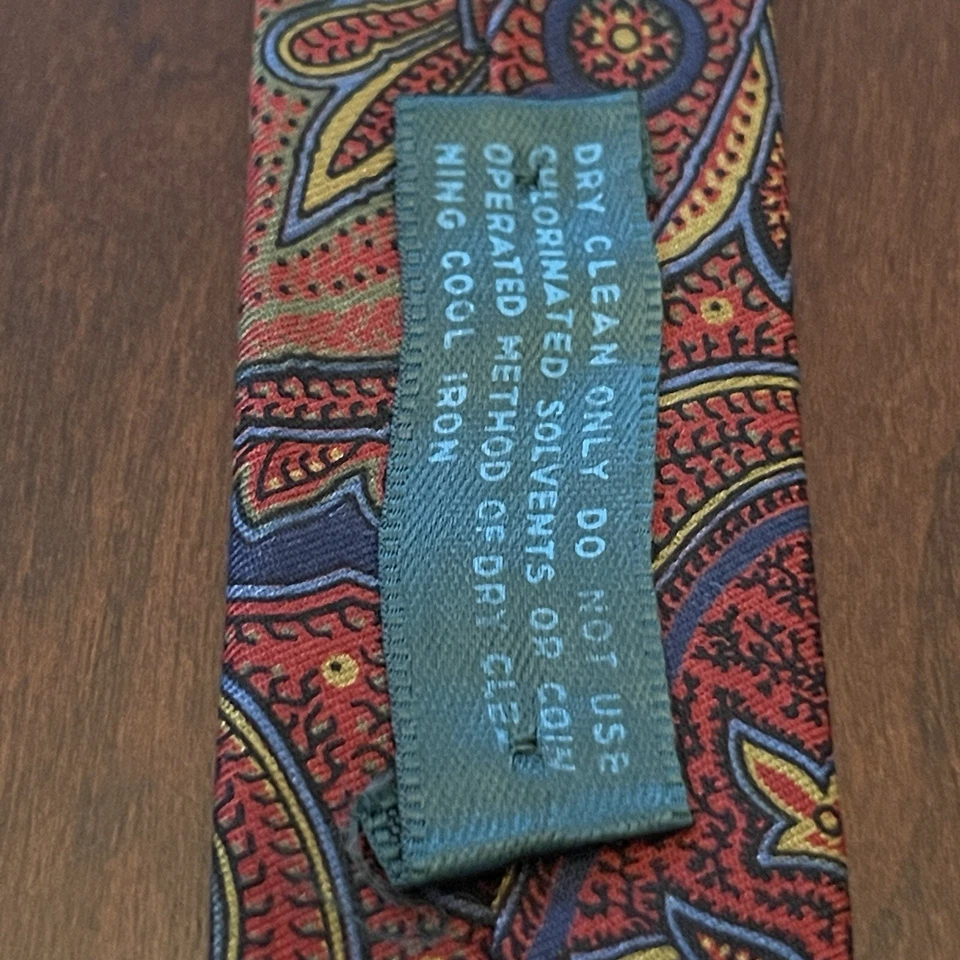 DRY CLEAN ONLY DO NOT USE
CHLORINATED SOLVENTS OR COIN
OPERATED METHOD OF DRY CLEA
NING COOL IRON